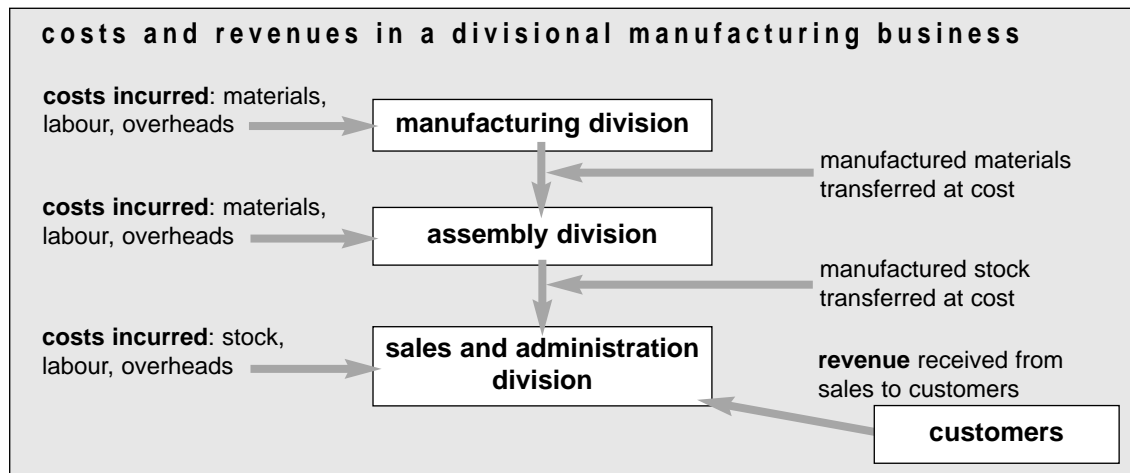 costs and revenues in a divisional manufacturing business
costs incurred: materials,
labour, overheads
manufacturing division
manufactured materials
transferred at cost
costs incurred: materials,
labour, overheads
assembly division
manufactured stock
transferred at cost
costs incurred: stock,
labour, overheads
sales and administration
division
revenue received from
sales to customers
customers